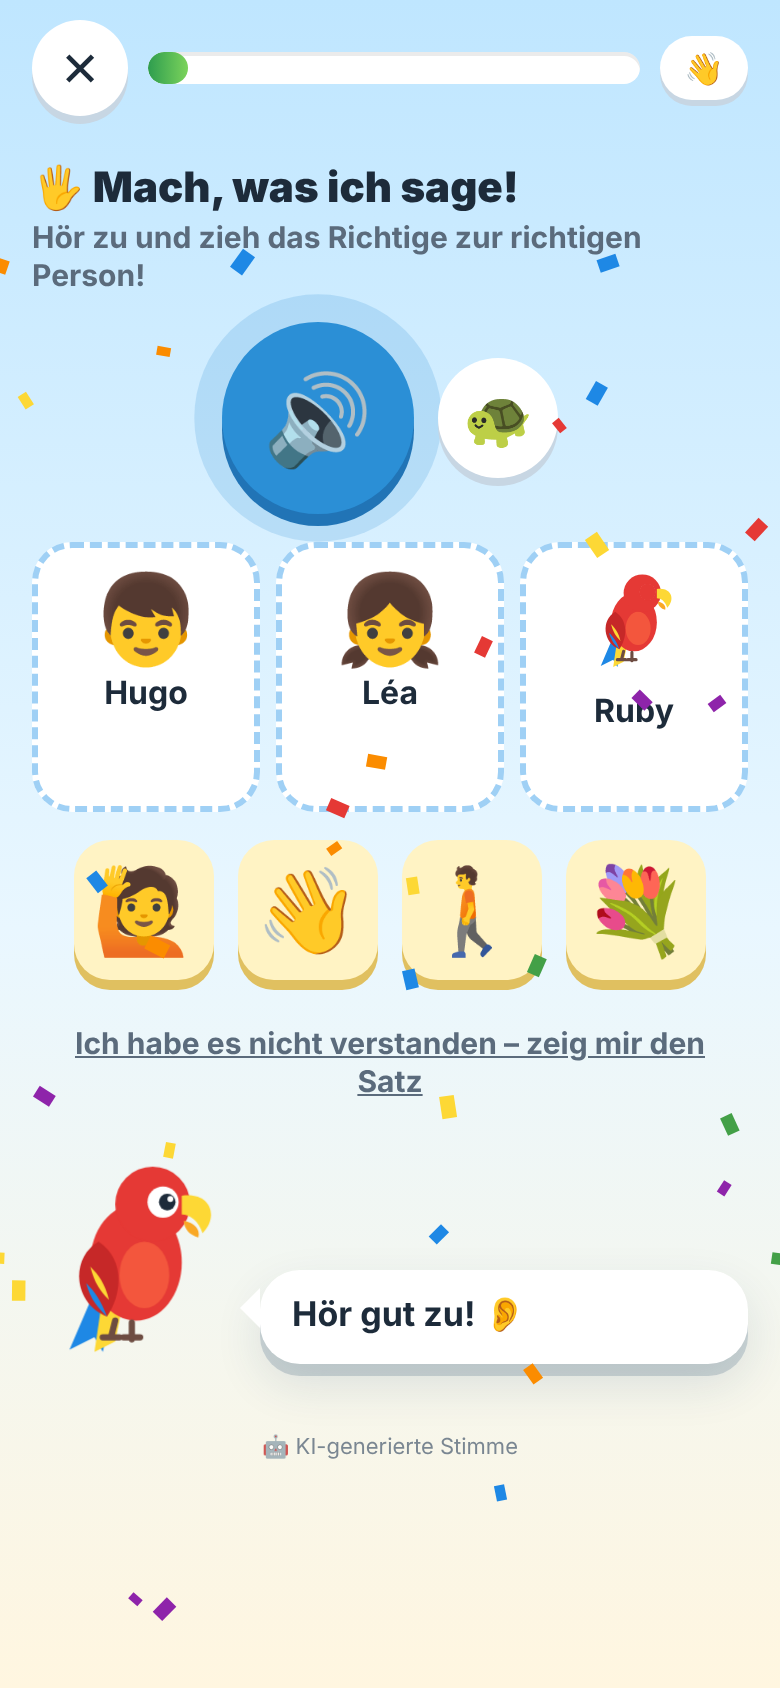 Mach, was ich sage!
Hör zu und zieh das Richtige zur richtigen
Person!
Hugo
Léa
Ruby
Ich habe es nicht verstanden – zeig mir den
Satz
Hör gut zu!
KI-generierte Stimme